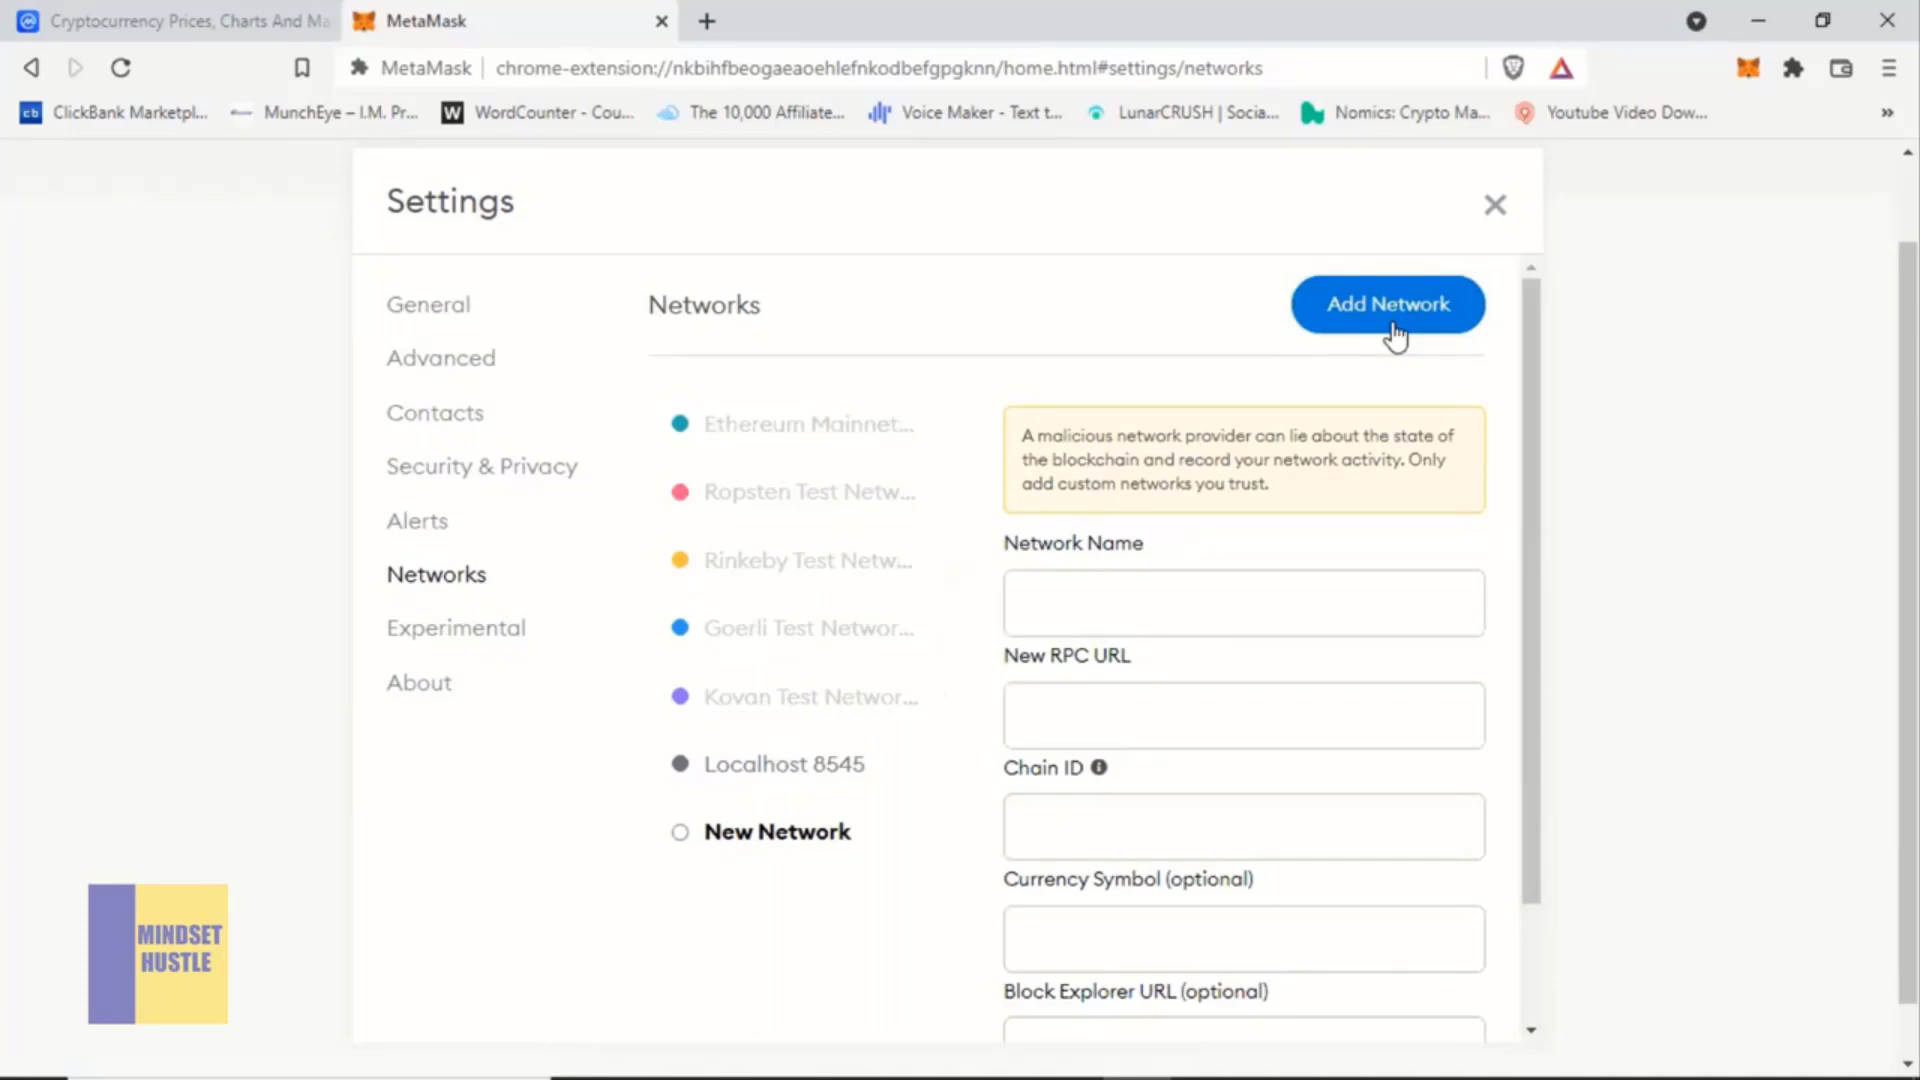 Cryptocurrency Prices, Charts And Ma
MetaMask
MetaMask
chrome-extension://nkbihfbeogaeaoehlefnkodbefgpgknn/home.html#settings/networks
cb ClickBank Marketpl...
MunchEye – I.M. Pr...
W WordCounter - Cou...
The 10,000 Affiliate...
Voice Maker - Text t...
LunarCRUSH | Socia...
Nomics: Crypto Ma...
Youtube Video Dow...
»
Settings
General
Advanced
Contacts
Security & Privacy
Alerts
Networks
Experimental
About
Networks
Add Network
Ethereum Mainnet...
Ropsten Test Netw...
Rinkeby Test Netw...
Goerli Test Networ...
Kovan Test Networ...
Localhost 8545
New Network
A malicious network provider can lie about the state of
the blockchain and record your network activity. Only
add custom networks you trust.
Network Name
New RPC URL
Chain ID
Currency Symbol (optional)
Block Explorer URL (optional)
MINDSET
HUSTLE